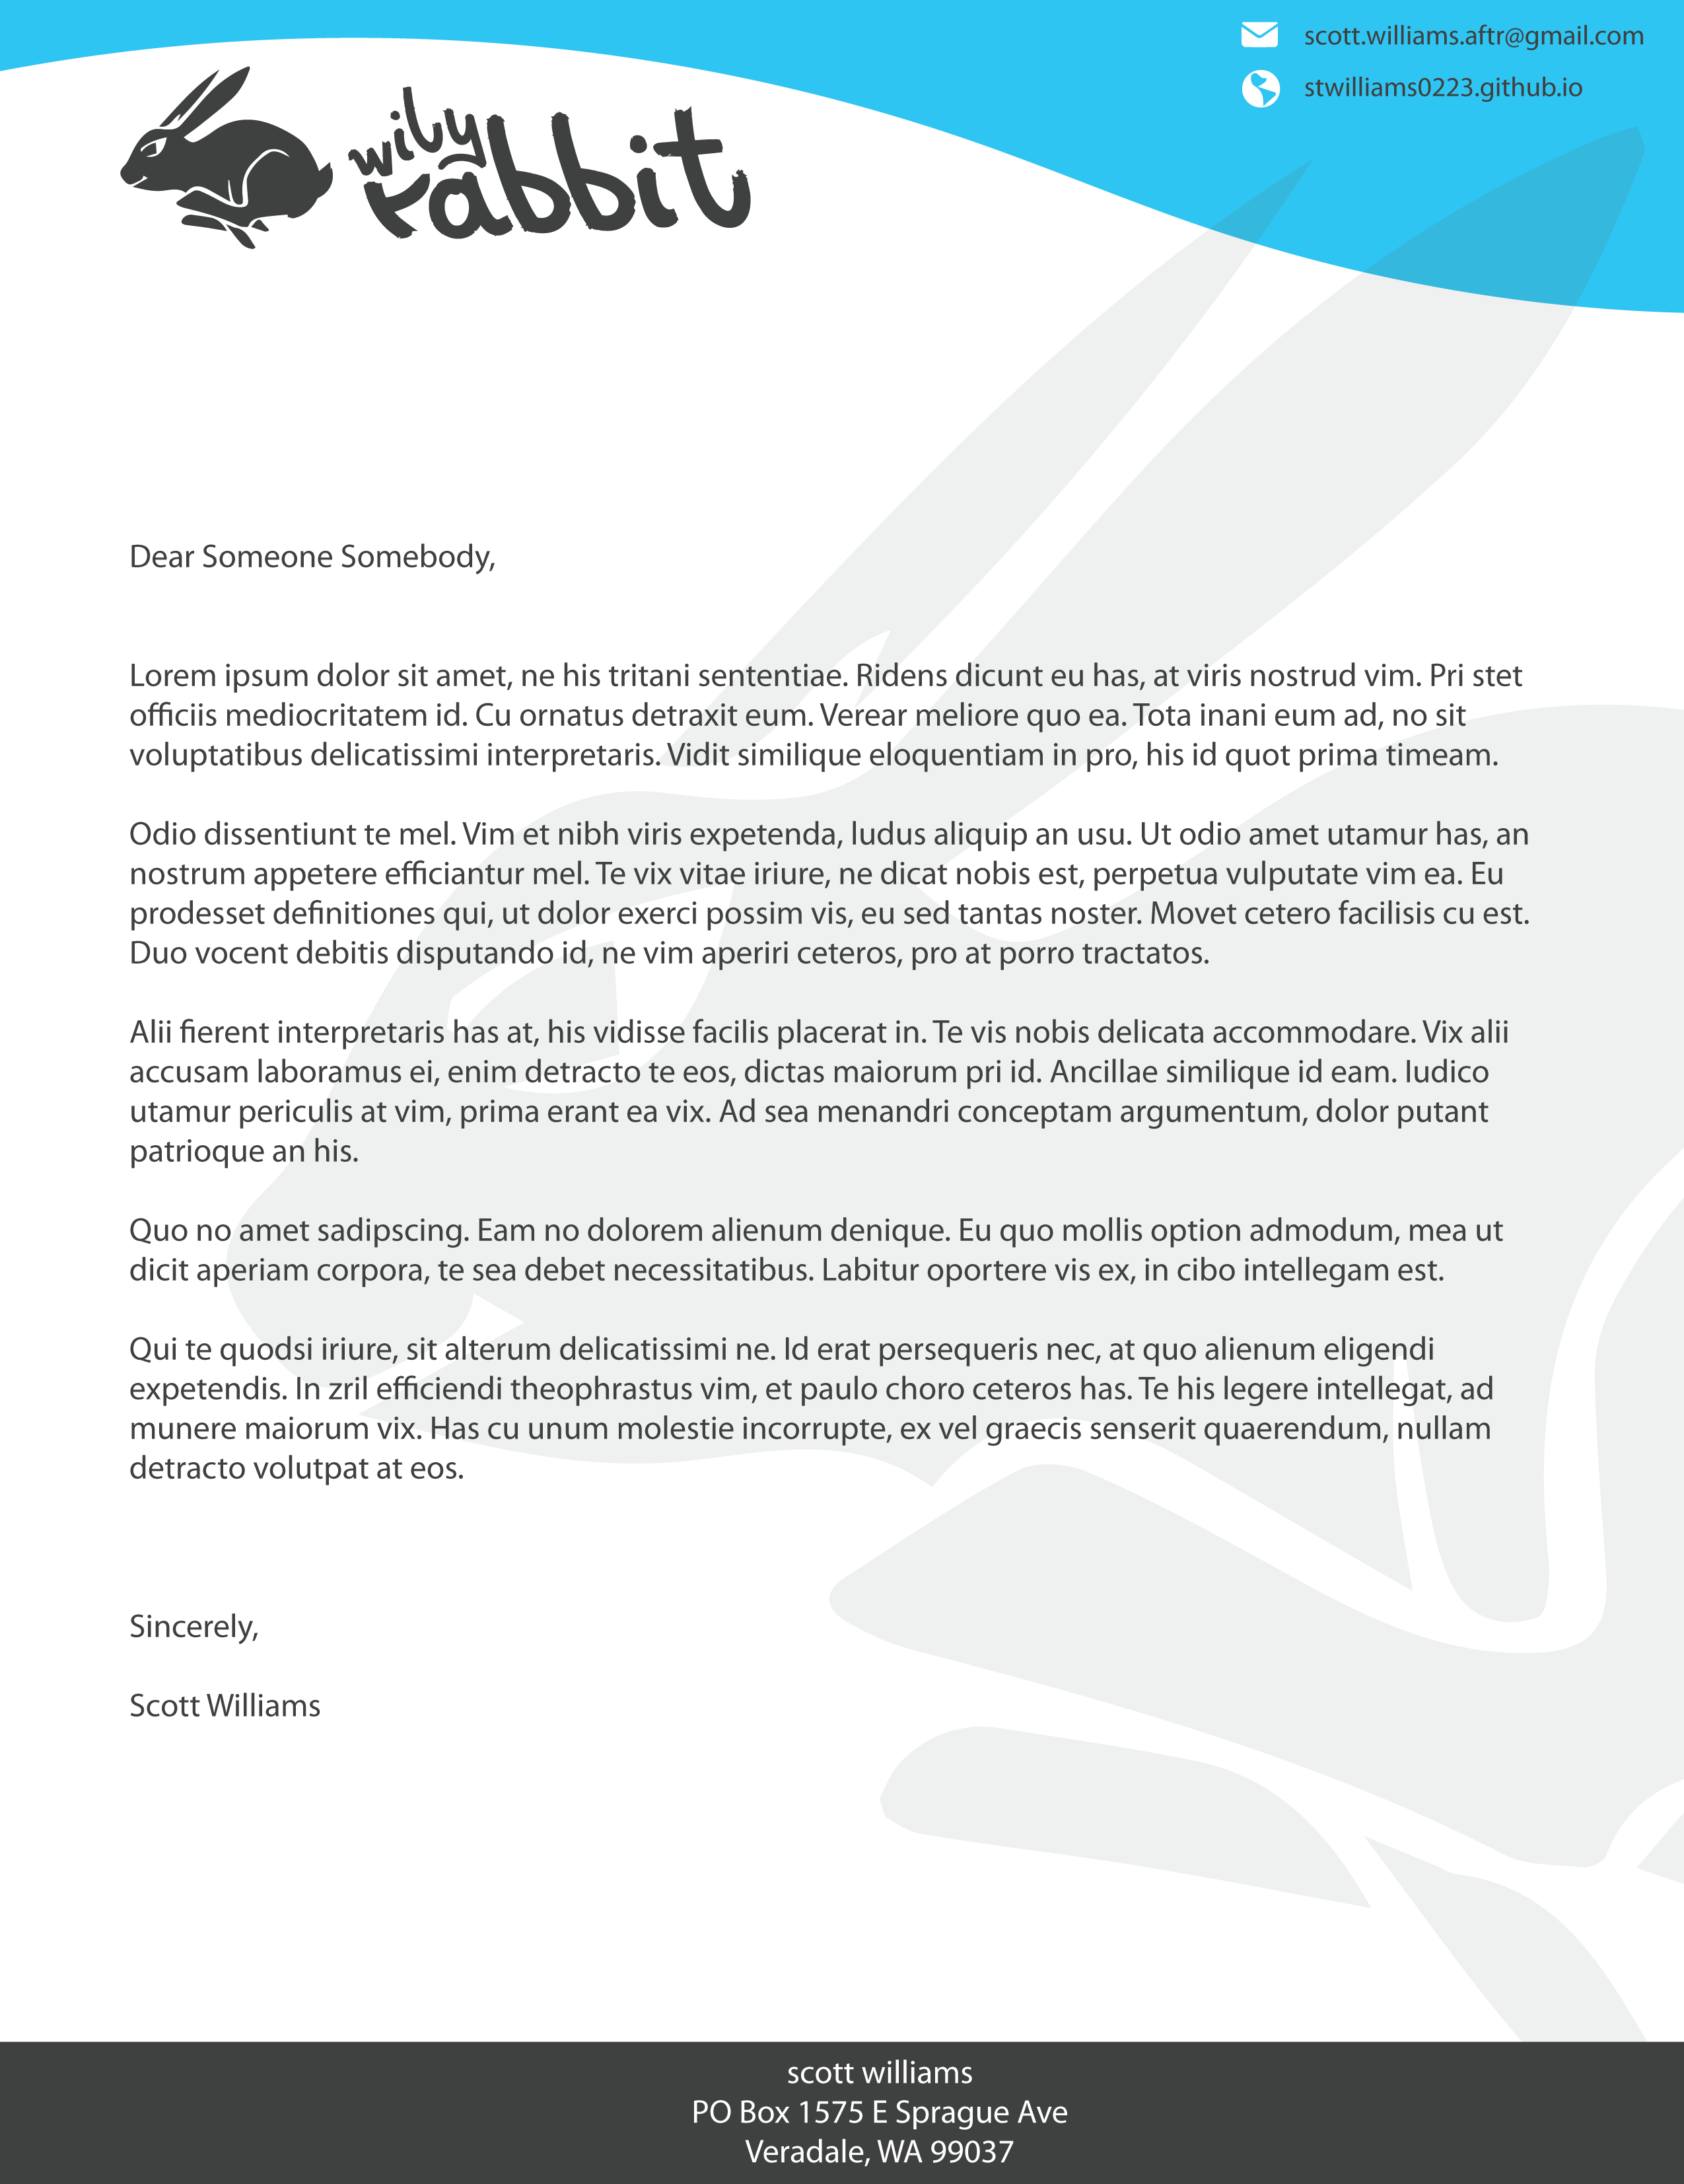 scott.williams.aftr@gmail.com
stwilliams0223.github.io
wily
rabbit
Dear Someone Somebody,
Lorem ipsum dolor sit amet, ne his tritani sententiae. Ridens dicunt eu has, at viris nostrud vim. Pri stet
officiis mediocritatem id. Cu ornatus detraxit eum. Verear meliore quo ea. Tota inani eum ad, no sit
voluptatibus delicatissimi interpretaris. Vidit similique eloquentiam in pro, his id quot prima timeam.
Odio dissentiunt te mel. Vim et nibh viris expetenda, ludus aliquip an usu. Ut odio amet utamur has, an
nostrum appetere efficiantur mel. Te vix vitae iriure, ne dicat nobis est, perpetua vulputate vim ea. Eu
prodesset definitiones qui, ut dolor exerci possim vis, eu sed tantas noster. Movet cetero facilisis cu est.
Duo vocent debitis disputando id, ne vim aperiri ceteros, pro at porro tractatos.
Alii fierent interpretaris has at, his vidisse facilis placerat in. Te vis nobis delicata accommodare. Vix alii
accusam laboramus ei, enim detracto te eos, dictas maiorum pri id. Ancillae similique id eam. Iudico
utamur periculis at vim, prima erant ea vix. Ad sea menandri conceptam argumentum, dolor putant
patrioque an his.
Quo no amet sadipscing. Eam no dolorem alienum denique. Eu quo mollis option admodum, mea ut
dicit aperiam corpora, te sea debet necessitatibus. Labitur oportere vis ex, in cibo intellegam est.
Qui te quodsi iriure, sit alterum delicatissimi ne. Id erat persequeris nec, at quo alienum eligendi
expetendis. In zril efficiendi theophrastus vim, et paulo choro ceteros has. Te his legere intellegat, ad
munere maiorum vix. Has cu unum molestie incorrupte, ex vel graecis senserit quaerendum, nullam
detracto volutpat at eos.
Sincerely,
Scott Williams
scott williams
PO Box 1575 E Sprague Ave
Veradale, WA 99037